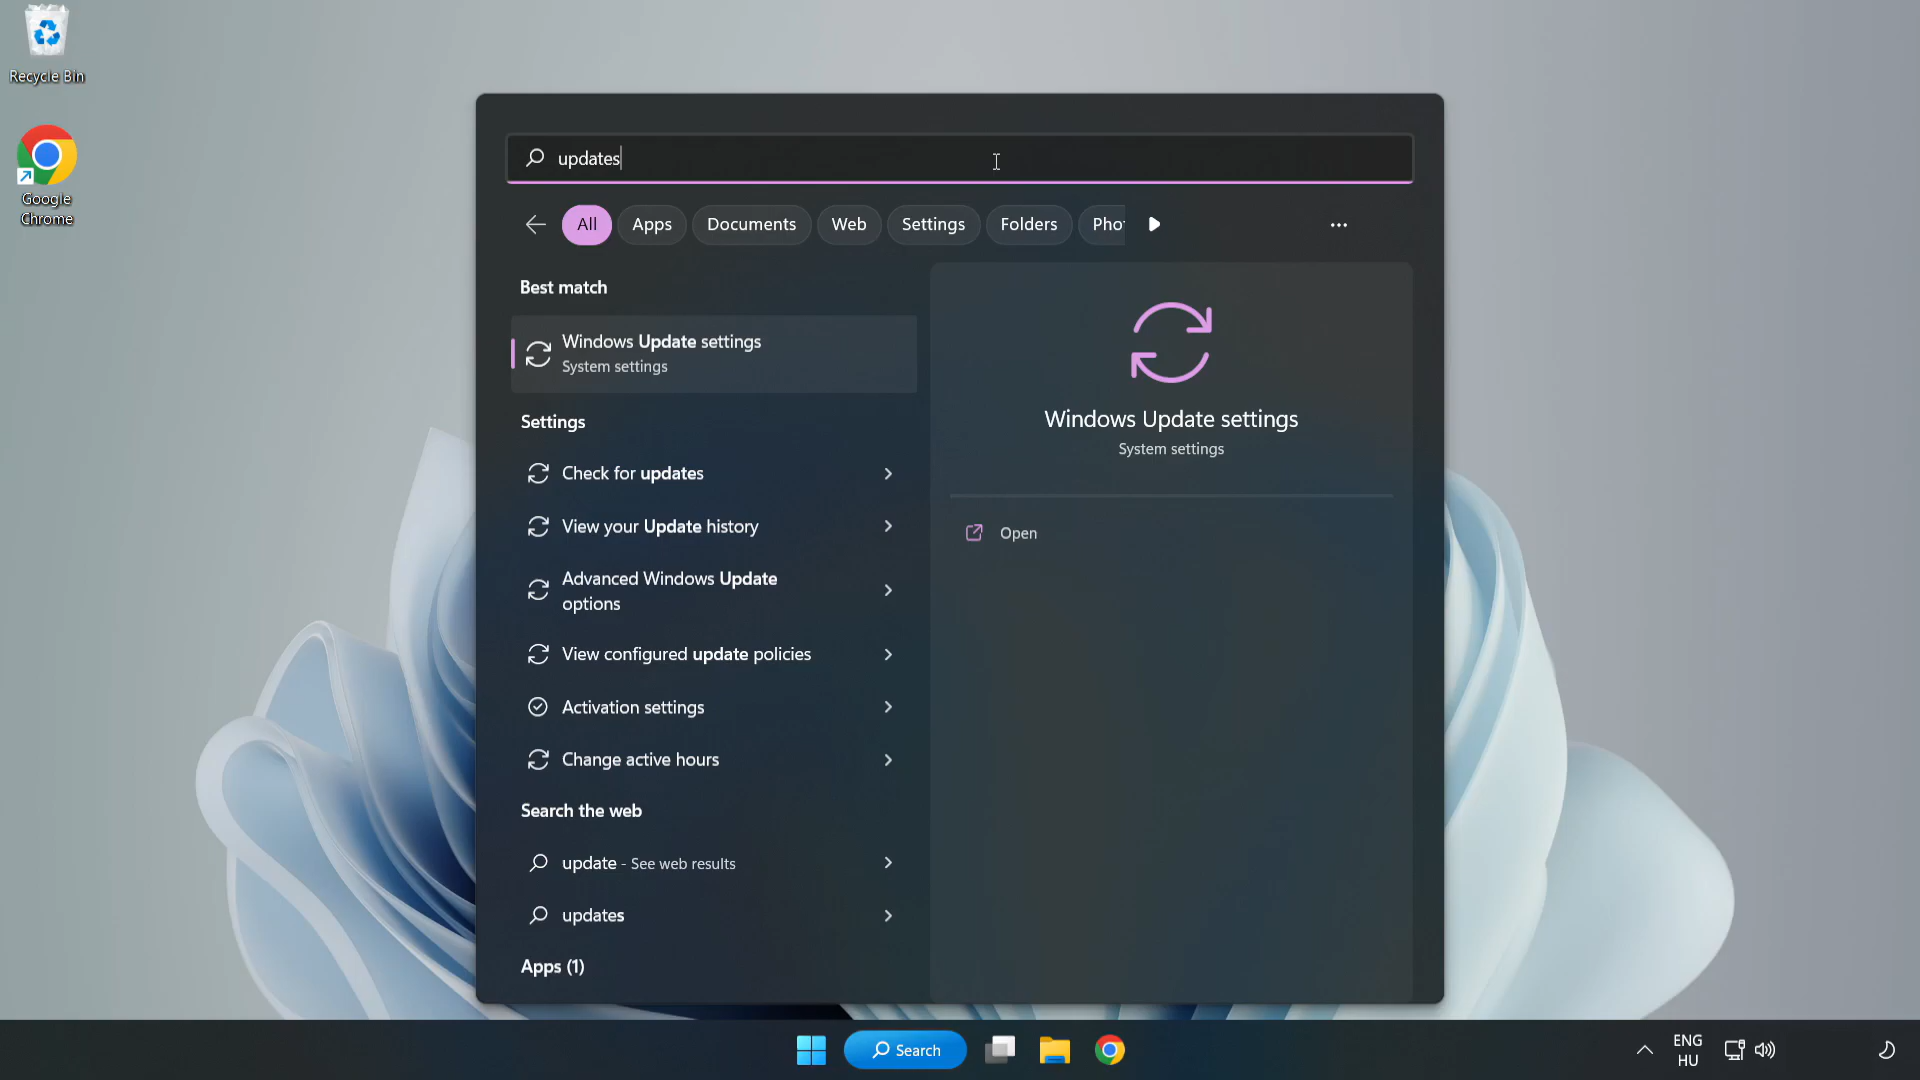 Recycle Bin
Google
Chrome
updates
All
Apps
Documents
Web
Settings
Folders
Best match
Windows Update settings
System settings
Settings
Check for updates
View your Update history
Advanced Windows Update
options
View configured update policies
Activation settings
Change active hours
Search the web
update - See web results
updates
Apps (1)
Windows Update settings
System settings
Open
Search
ENG
HU